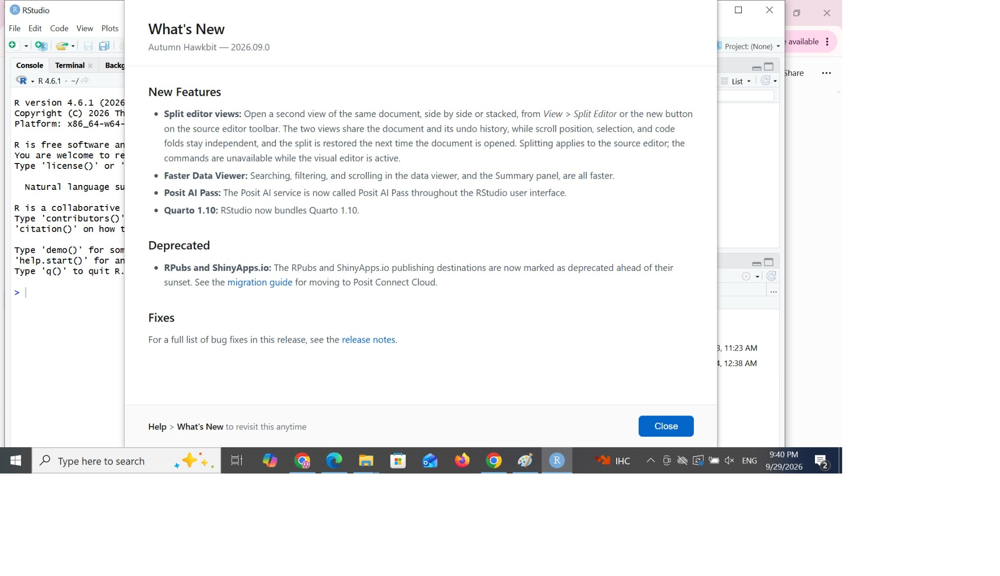 RStudio
File Edit Code View Plots
Project: (None)
available
Share
Console Terminal Backg
R 4.6.1 · ~/
List
R version 4.6.1 (2026
Copyright (C) 2026 Th
Platform: x86_64-w64-
R is free software an
You are welcome to re
Type 'license()' or '
Natural language su
R is a collaborative
Type 'contributors()'
'citation()' on how t
Type 'demo()' for som
'help.start()' for an
Type 'q()' to quit R.
>
What's New
Autumn Hawkbit — 2026.09.0
New Features
• Split editor views: Open a second view of the same document, side by side or stacked, from View > Split Editor or the new button
on the source editor toolbar. The two views share the document and its undo history, while scroll position, selection, and code
folds stay independent, and the split is restored the next time the document is opened. Splitting applies to the source editor; the
commands are unavailable while the visual editor is active.
• Faster Data Viewer: Searching, filtering, and scrolling in the data viewer, and the Summary panel, are all faster.
• Posit AI Pass: The Posit AI service is now called Posit AI Pass throughout the RStudio user interface.
• Quarto 1.10: RStudio now bundles Quarto 1.10.
Deprecated
• RPubs and ShinyApps.io: The RPubs and ShinyApps.io publishing destinations are now marked as deprecated ahead of their
sunset. See the migration guide for moving to Posit Connect Cloud.
Fixes
For a full list of bug fixes in this release, see the release notes.
Help > What's New to revisit this anytime
Close
...
3, 11:23 AM
4, 12:38 AM
Type here to search
IHC
ENG
9:40 PM
9/29/2026
2